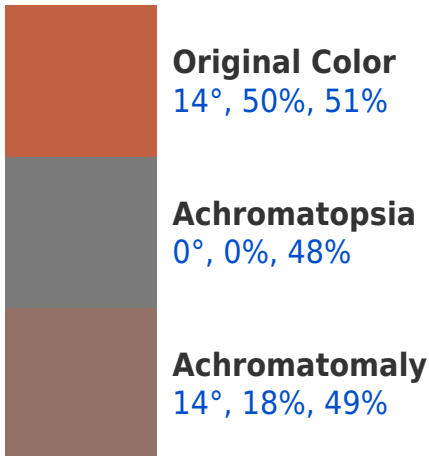 Original Color
14°, 50%, 51%
Achromatopsia
0°, 0%, 48%
Achromatomaly
14°, 18%, 49%